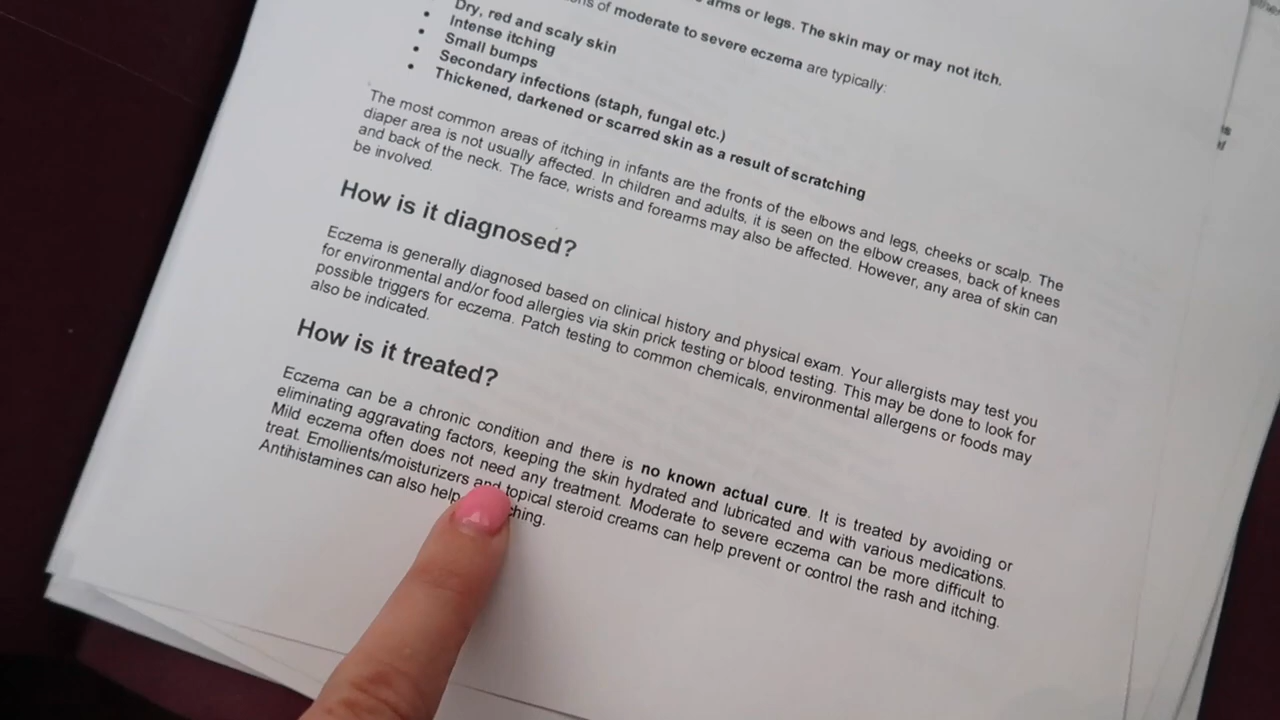 arms or legs. The skin may or may not itch.
of moderate to severe eczema are typically:
• Dry, red and scaly skin
• Intense itching
• Small bumps
• Secondary infections (staph, fungal etc.)
• Thickened, darkened or scarred skin as a result of scratching
The most common areas of itching in infants are the fronts of the elbows and legs, cheeks or scalp. The
diaper area is not usually affected. In children and adults, it is seen on the elbow creases, back of knees
and back of the neck. The face, wrists and forearms may also be affected. However, any area of skin can
be involved.
How is it diagnosed?
Eczema is generally diagnosed based on clinical history and physical exam. Your allergists may test you
for environmental and/or food allergies via skin prick testing or blood testing. This may be done to look for
possible triggers for eczema. Patch testing to common chemicals, environmental allergens or foods may
also be indicated.
How is it treated?
Eczema can be a chronic condition and there is no known actual cure. It is treated by avoiding or
eliminating aggravating factors, keeping the skin hydrated and lubricated and with various medications.
Mild eczema often does not need any treatment. Moderate to severe eczema can be more difficult to
treat. Emollients/moisturizers and topical steroid creams can help prevent or control the rash and itching.
Antihistamines can also help